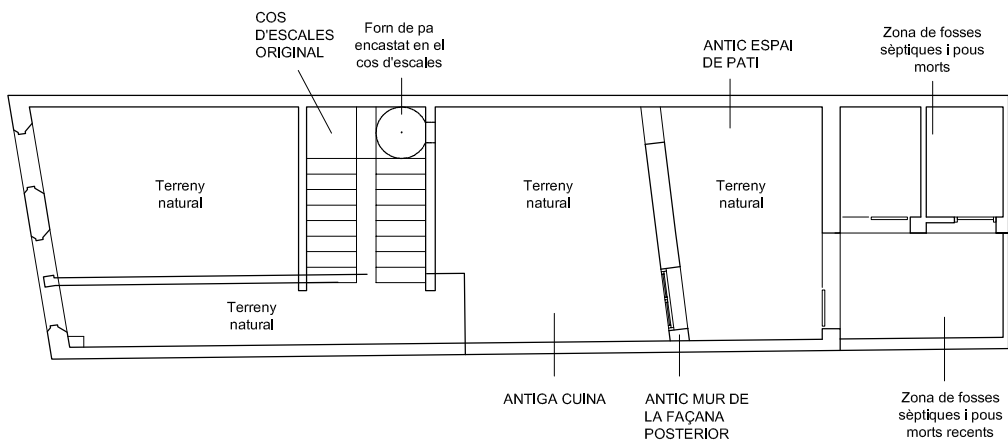 COS
D'ESCALES
ORIGINAL
Forn de pa
encastat en el
cos d'escales
ANTIC ESPAI
DE PATI
Zona de fosses
sèptiques i pous
morts
Terreny
natural
Terreny
natural
Terreny
natural
Terreny
natural
ANTIGA CUINA
ANTIC MUR DE
LA FAÇANA
POSTERIOR
Zona de fosses
sèptiques i pous
morts recents